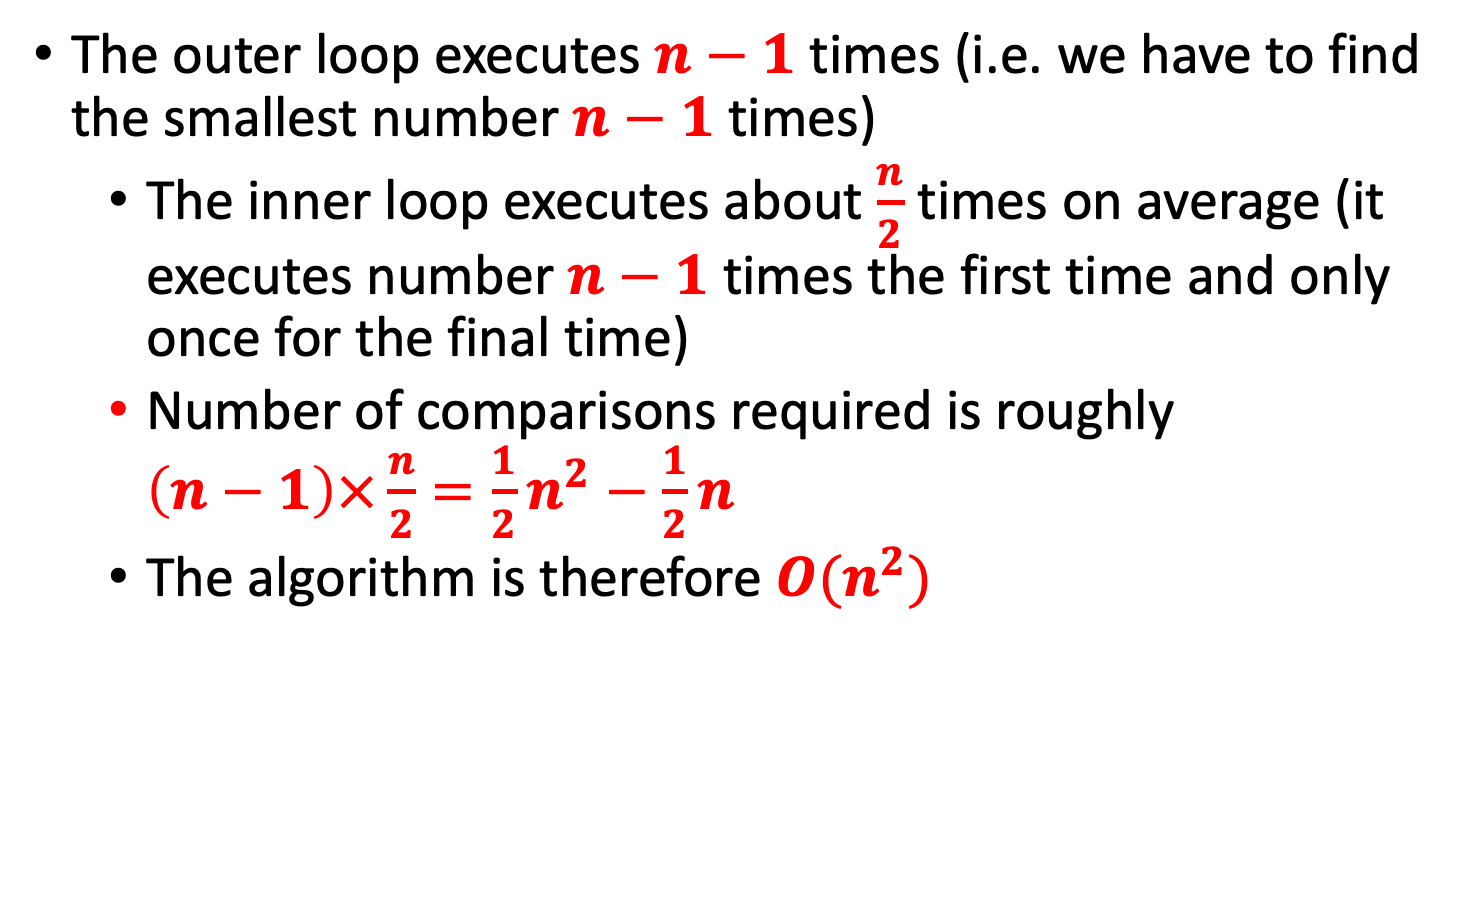 • The outer loop executes n − 1 times (i.e. we have to find
the smallest number n − 1 times)
• The inner loop executes about n/2 times on average (it
executes number n − 1 times the first time and only
once for the final time)
• Number of comparisons required is roughly
(n − 1)×n/2 = 1/2n² − 1/2n
• The algorithm is therefore O(n²)